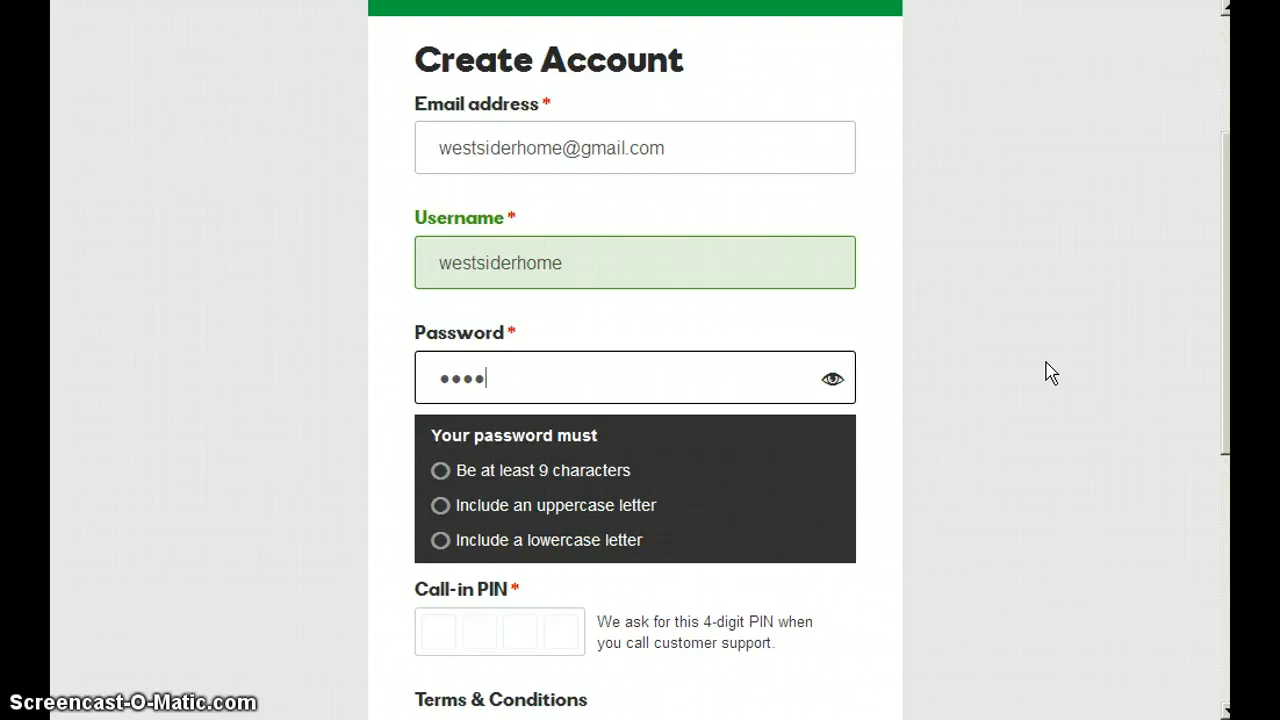 Create Account
Email address *
westsiderhome@gmail.com
Username *
westsiderhome
Password *
••••
Your password must
Be at least 9 characters
Include an uppercase letter
Include a lowercase letter
Call-in PIN *
We ask for this 4-digit PIN when
you call customer support.
Terms & Conditions
Screencast-O-Matic.com